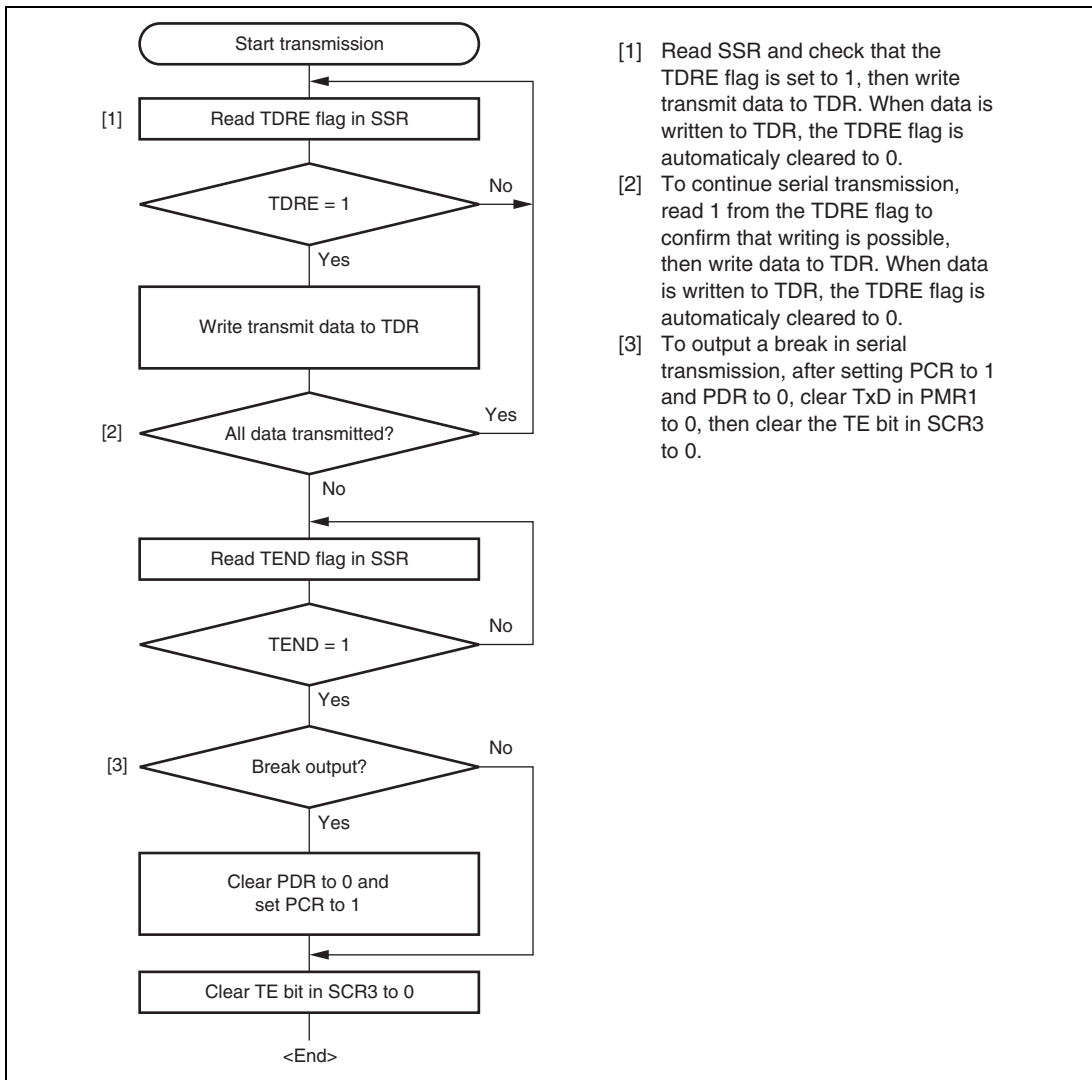 Start transmission
[1] Read TDRE flag in SSR
TDRE = 1
No
Yes
Write transmit data to TDR
[2] All data transmitted?
Yes
No
Read TEND flag in SSR
TEND = 1
No
Yes
[3] Break output?
No
Yes
Clear PDR to 0 and
set PCR to 1
Clear TE bit in SCR3 to 0
<End>
[1] Read SSR and check that the
TDRE flag is set to 1, then write
transmit data to TDR. When data is
written to TDR, the TDRE flag is
automaticaly cleared to 0.
[2] To continue serial transmission,
read 1 from the TDRE flag to
confirm that writing is possible,
then write data to TDR. When data
is written to TDR, the TDRE flag is
automaticaly cleared to 0.
[3] To output a break in serial
transmission, after setting PCR to 1
and PDR to 0, clear TxD in PMR1
to 0, then clear the TE bit in SCR3
to 0.